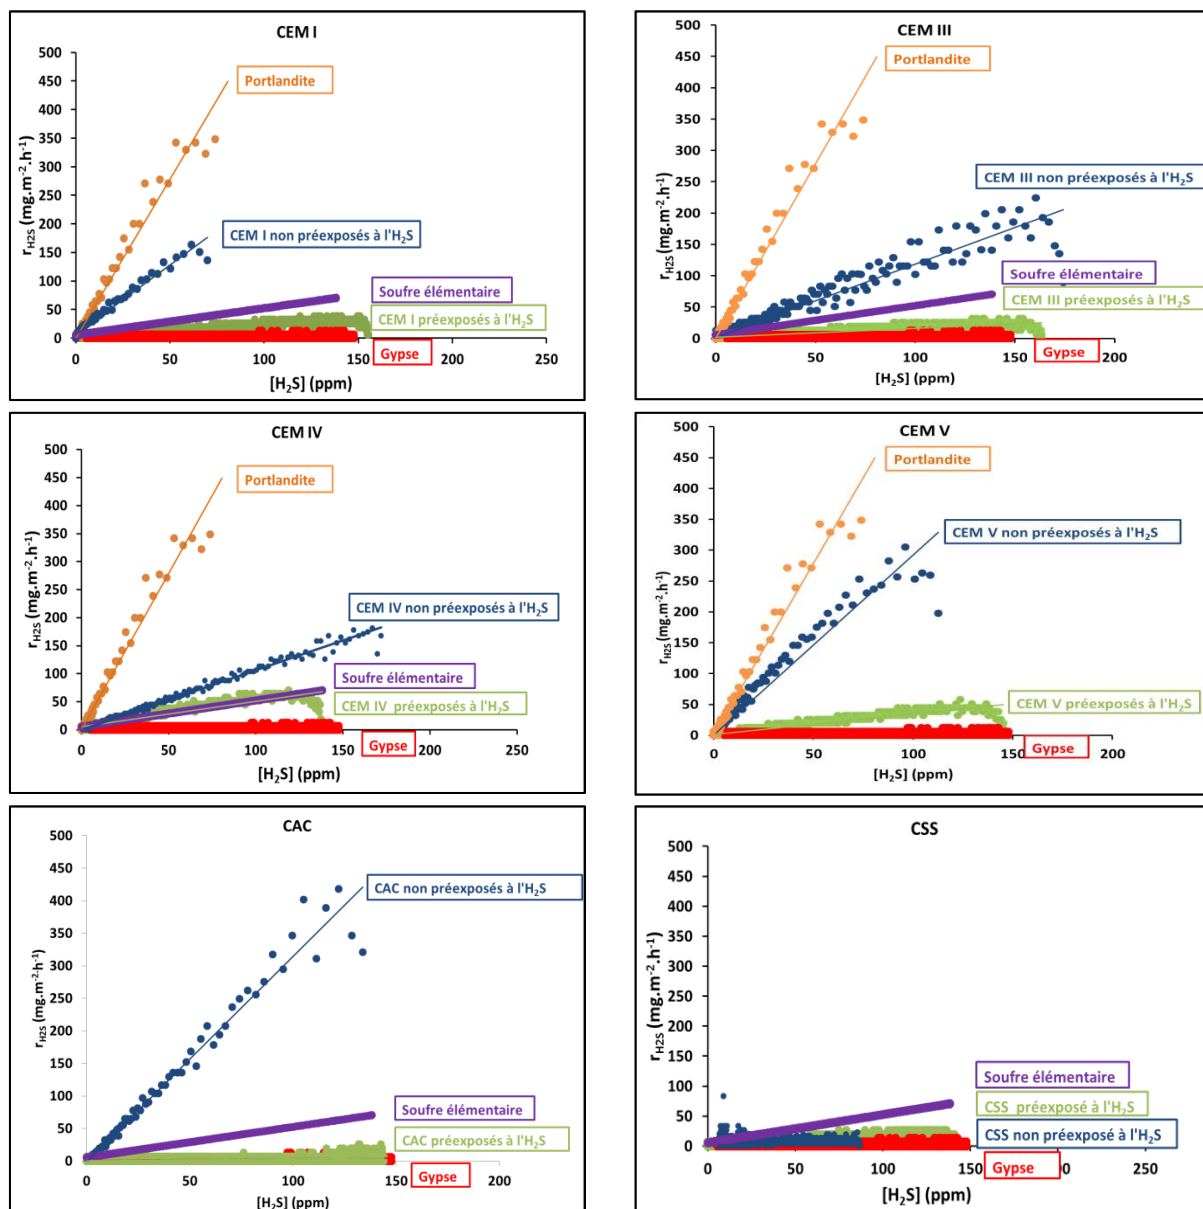 CEM I
500
450
400
350
300
250
200
150
100
50
0
r_H2S (mg.m⁻².h⁻¹)
Portlandite
CEM I non préexposés à l'H₂S
Soufre élémentaire
CEM I préexposés à l'H₂S
Gypse
0 50 100 150 200 250
[H₂S] (ppm)
CEM III
500
450
400
350
300
250
200
150
100
50
0
r_H2S (mg.m⁻².h⁻¹)
Portlandite
CEM III non préexposés à l'H₂S
Soufre élémentaire
CEM III préexposés à l'H₂S
Gypse
0 50 100 150 200
[H₂S] (ppm)
CEM IV
500
450
400
350
300
250
200
150
100
50
0
r_H2S (mg.m⁻².h⁻¹)
Portlandite
CEM IV non préexposés à l'H₂S
Soufre élémentaire
CEM IV préexposés à l'H₂S
Gypse
0 50 100 150 200 250
[H₂S] (ppm)
CEM V
500
450
400
350
300
250
200
150
100
50
0
r_H2S (mg.m⁻².h⁻¹)
Portlandite
CEM V non préexposés à l'H₂S
CEM V préexposés à l'H₂S
Gypse
0 50 100 150 200
[H₂S] (ppm)
CAC
500
450
400
350
300
250
200
150
100
50
0
r_H2S (mg.m⁻².h⁻¹)
CAC non préexposés à l'H₂S
Soufre élémentaire
CAC préexposés à l'H₂S
Gypse
0 50 100 150 200
[H₂S] (ppm)
CSS
500
450
400
350
300
250
200
150
100
50
0
r_H2S (mg.m⁻².h⁻¹)
Soufre élémentaire
CSS préexposé à l'H₂S
CSS non préexposé à l'H₂S
Gypse
0 50 100 150 200 250
[H₂S] (ppm)